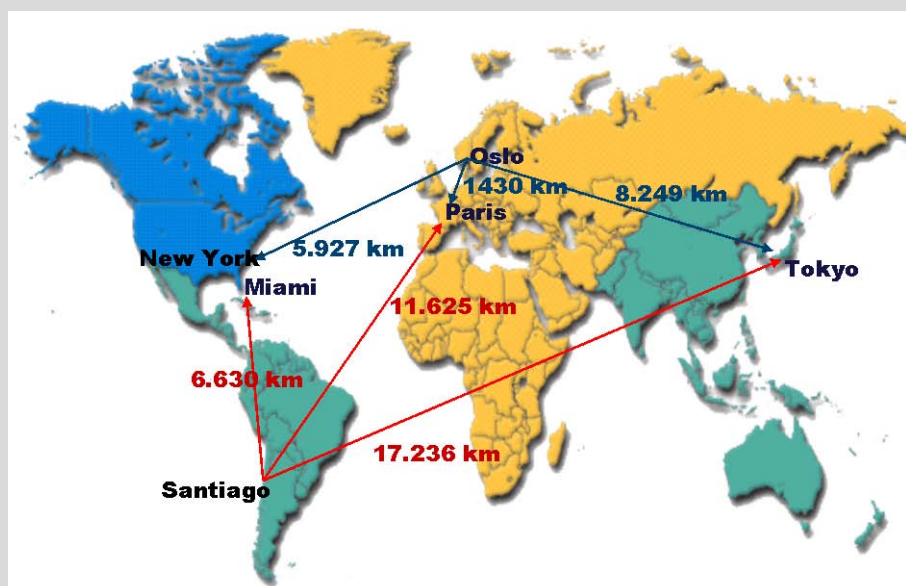 Oslo
1430 km
8.249 km
Paris
5.927 km
New York
Tokyo
Miami
11.625 km
6.630 km
17.236 km
Santiago